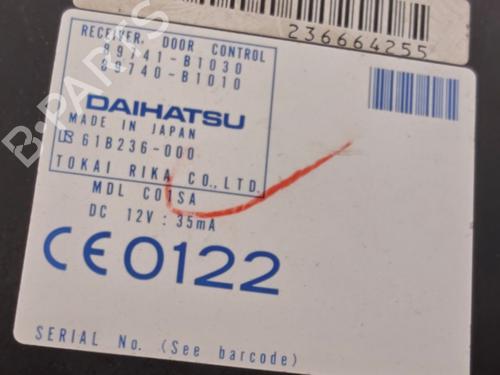 236664255
RECEIVER, DOOR CONTROL
89741-B1030
89740-B1010
DAIHATSU
MADE IN JAPAN
61B236-000
TOKAI RIKA CO., LTD.
MDL C01SA
DC 12V : 35mA
CE0122
SERIAL No. (See barcode)
B-PARTS